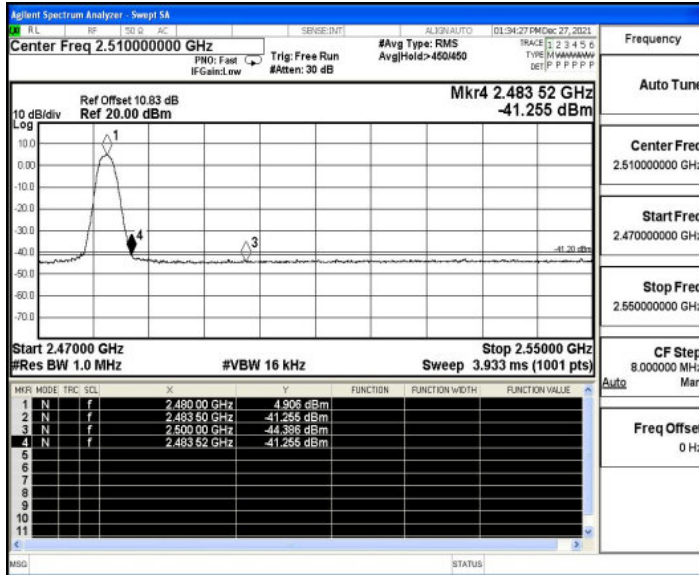 Agilent Spectrum Analyzer - Swept SA
RL RF 50 Ω AC SENSE:INT ALIGNAUTO 01:34:27 PM Dec 27, 2021
Center Freq 2.510000000 GHz
#Avg Type: RMS
TRACE 1 2 3 4 5 6
PNO: Fast Trig: Free Run
Avg|Hold:>450/450
TYPE M
IFGain:Low #Atten: 30 dB
DET P P P P P P
Ref Offset 10.83 dB
Mkr4 2.483 52 GHz
10 dB/div Ref 20.00 dBm
-41.255 dBm
Log
10.0
0.00
-10.0
-20.0
-30.0
-40.0
-50.0
-60.0
-70.0
1
4
3
-41.20 dBm
Start 2.47000 GHz Stop 2.55000 GHz
#Res BW 1.0 MHz #VBW 16 kHz Sweep 3.933 ms (1001 pts)
MKR MODE TRC SCL X Y FUNCTION FUNCTION WIDTH FUNCTION VALUE
1 N f 2.480 00 GHz 4.906 dBm
2 N f 2.483 50 GHz -41.255 dBm
3 N f 2.500 00 GHz -44.386 dBm
4 N f 2.483 52 GHz -41.255 dBm
5
6
7
8
9
10
11
MSG STATUS
Frequency
Auto Tune
Center Freq
2.510000000 GHz
Start Freq
2.470000000 GHz
Stop Freq
2.550000000 GHz
CF Step
8.000000 MHz
Auto Man
Freq Offset
0 Hz